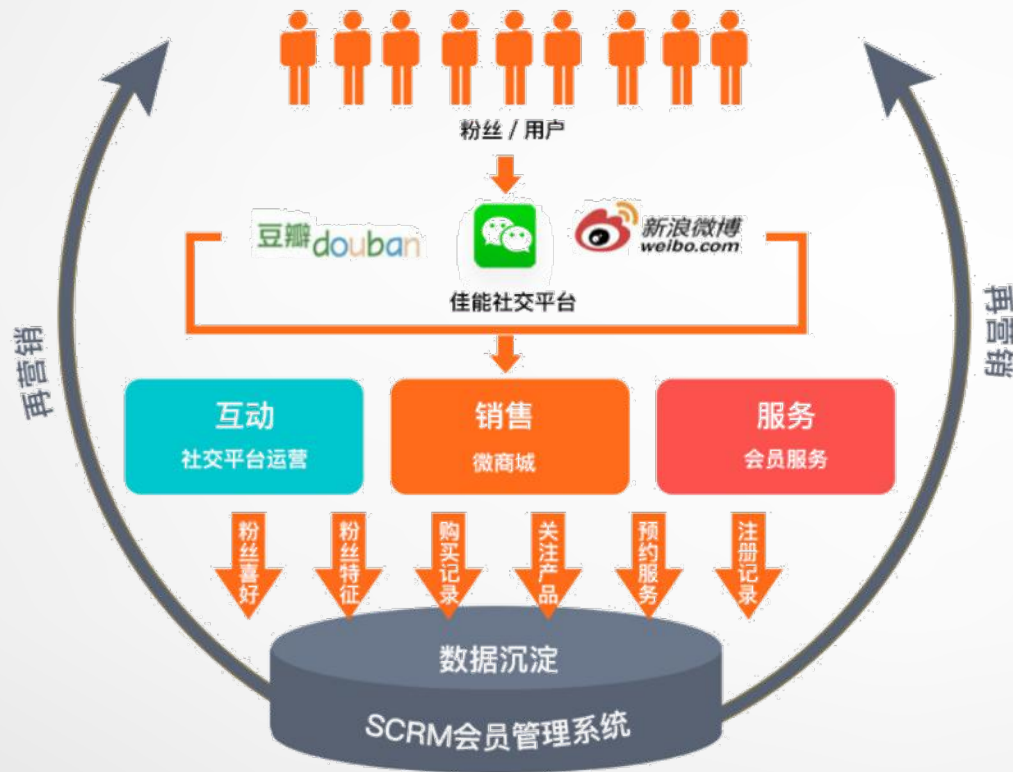 粉丝 / 用户
豆瓣douban
新浪微博
weibo.com
佳能社交平台
再营销
再营销
互动
社交平台运营
销售
微商城
服务
会员服务
粉丝喜好
粉丝特征
购买记录
关注产品
预约服务
注册记录
数据沉淀
SCRM会员管理系统